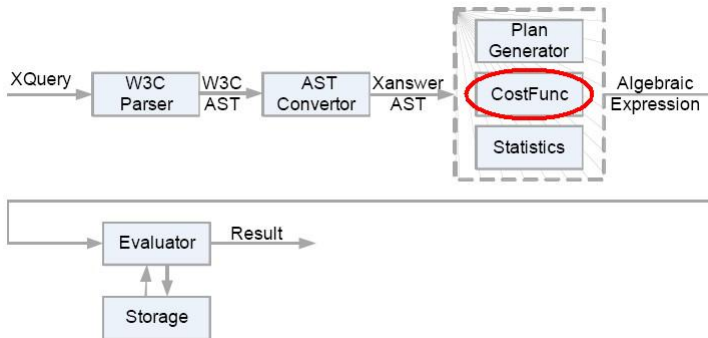 Plan
Generator
XQuery
W3C
Parser
W3C
AST
AST
Convertor
Xanswer
AST
CostFunc
Algebraic
Expression
Statistics
Evaluator
Result
Storage